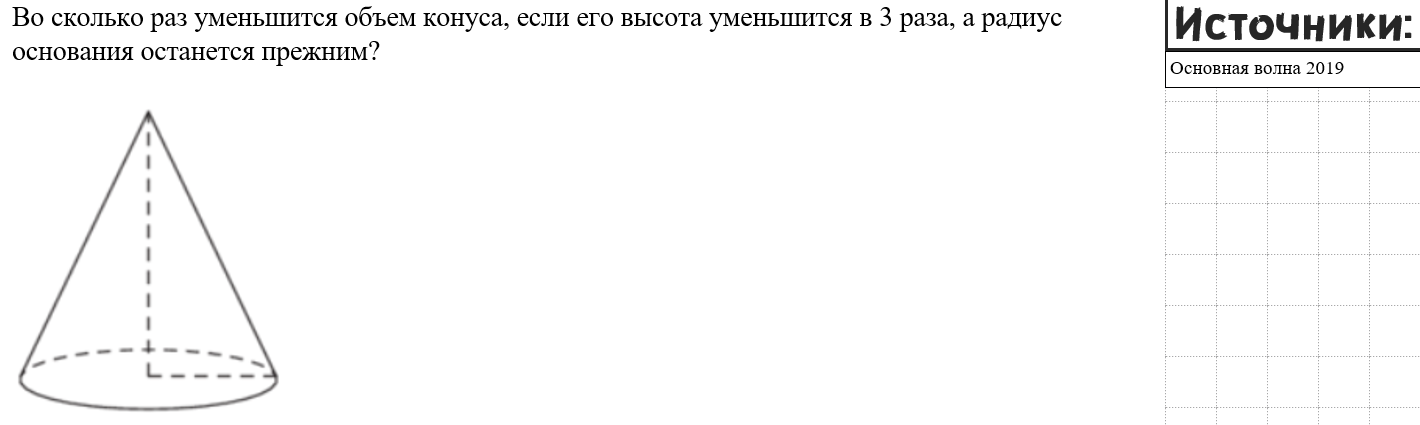 Во сколько раз уменьшится объем конуса, если его высота уменьшится в 3 раза, а радиус
основания останется прежним?
Источники:
Основная волна 2019